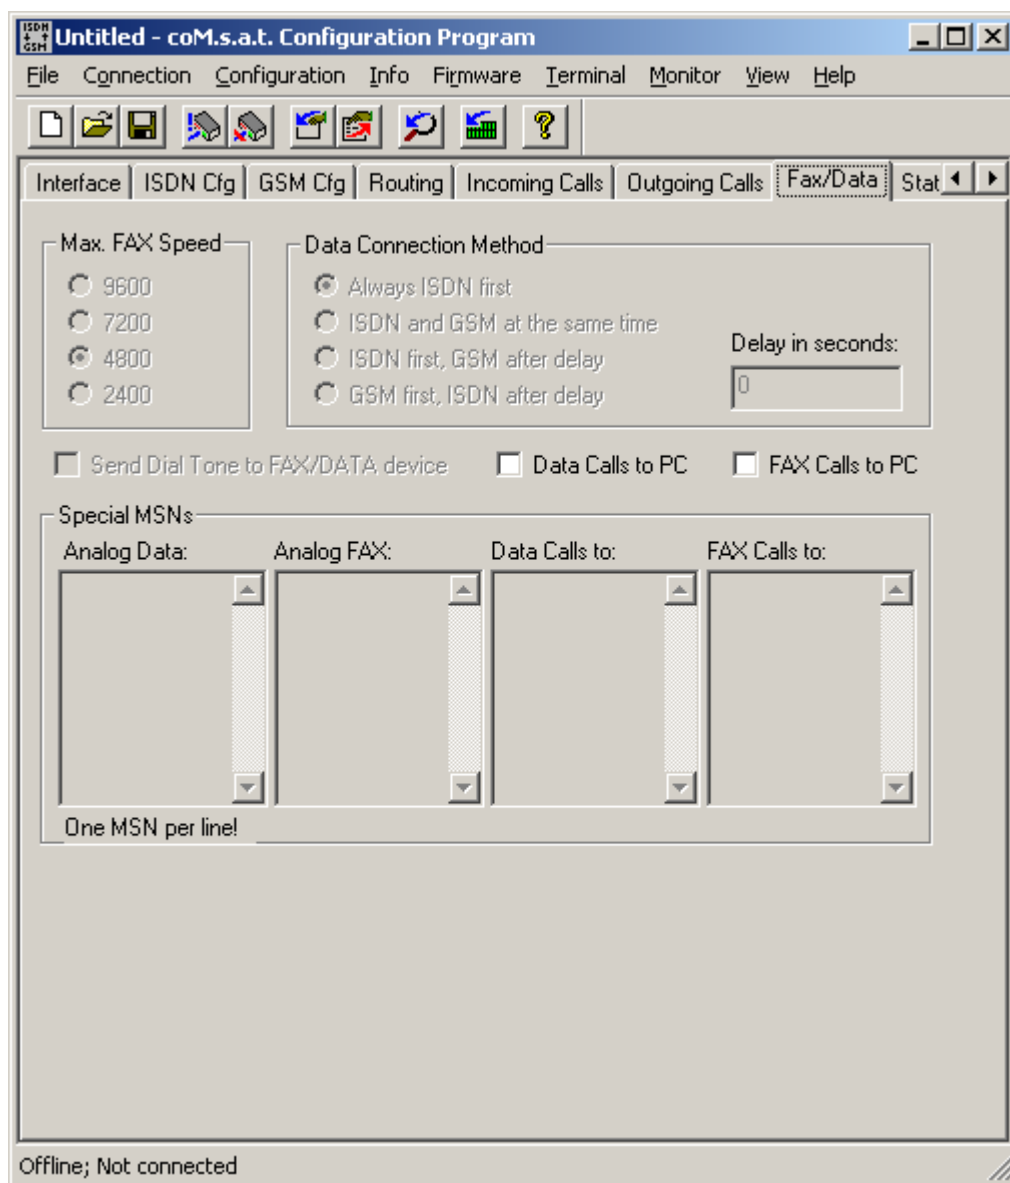 ISDN
GSM
Untitled - coM.s.a.t. Configuration Program
File Connection Configuration Info Firmware Terminal Monitor View Help
Interface ISDN Cfg GSM Cfg Routing Incoming Calls Outgoing Calls Fax/Data Stat
Max. FAX Speed
9600
7200
4800
2400
Data Connection Method
Always ISDN first
ISDN and GSM at the same time
ISDN first, GSM after delay
GSM first, ISDN after delay
Delay in seconds:
0
Send Dial Tone to FAX/DATA device Data Calls to PC FAX Calls to PC
Special MSNs
Analog Data: Analog FAX: Data Calls to: FAX Calls to:
One MSN per line!
Offline; Not connected